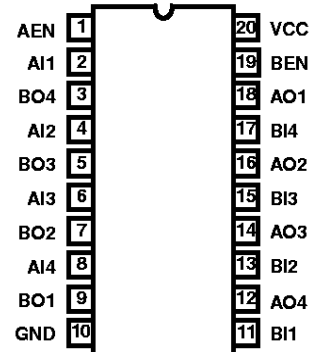 AEN 1 20 VCC
AI1 2 19 BEN
BO4 3 18 AO1
AI2 4 17 BI4
BO3 5 16 AO2
AI3 6 15 BI3
BO2 7 14 AO3
AI4 8 13 BI2
BO1 9 12 AO4
GND 10 11 BI1